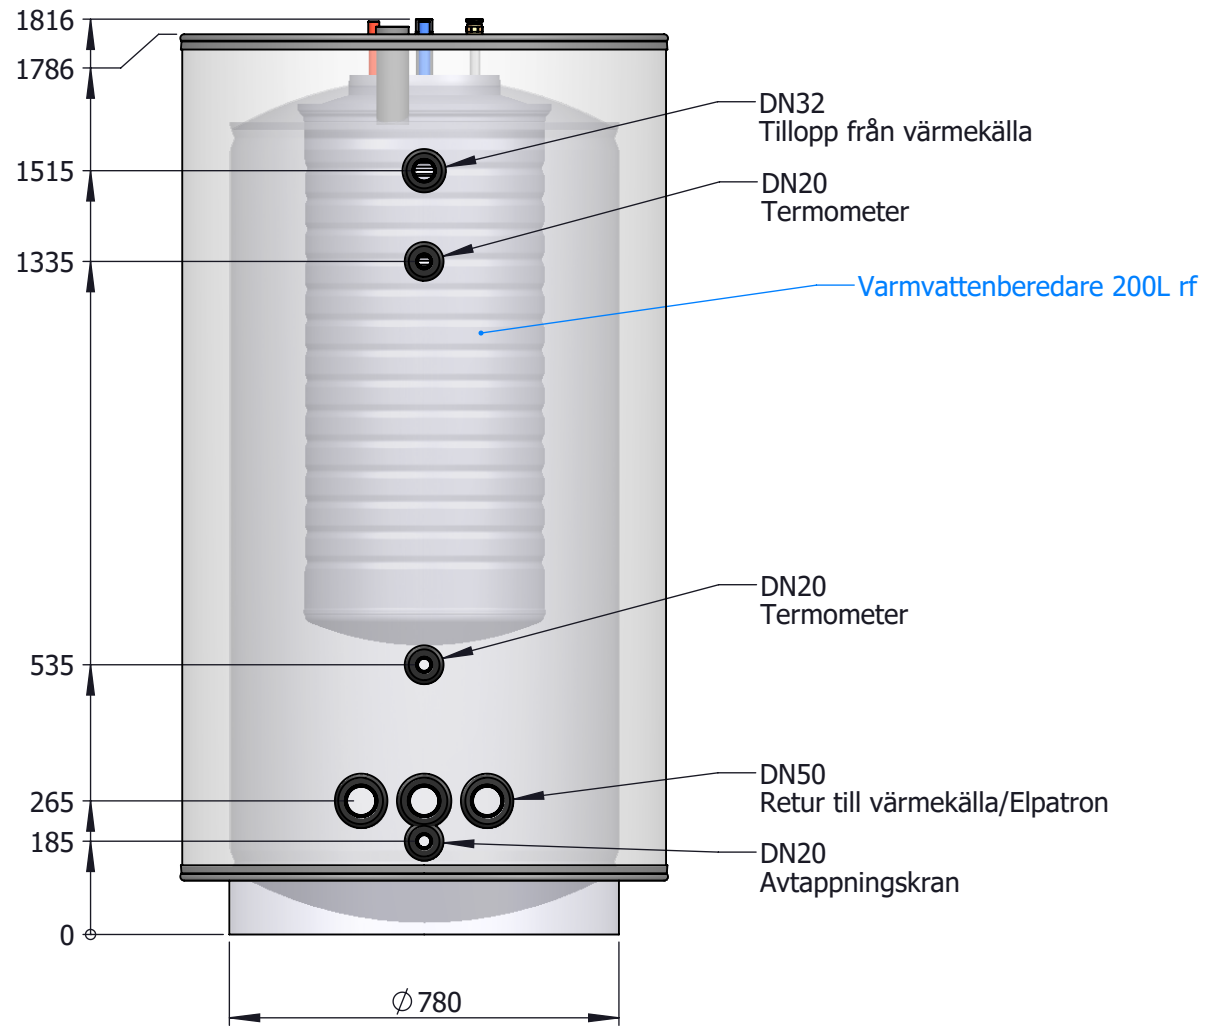 1816
1786
DN32
Tillopp från värmekälla
1515
DN20
Termometer
1335
Varmvattenberedare 200L rf
DN20
Termometer
535
DN50
Retur till värmekälla/Elpatron
265
185
DN20
Avtappningskran
0
∅ 780